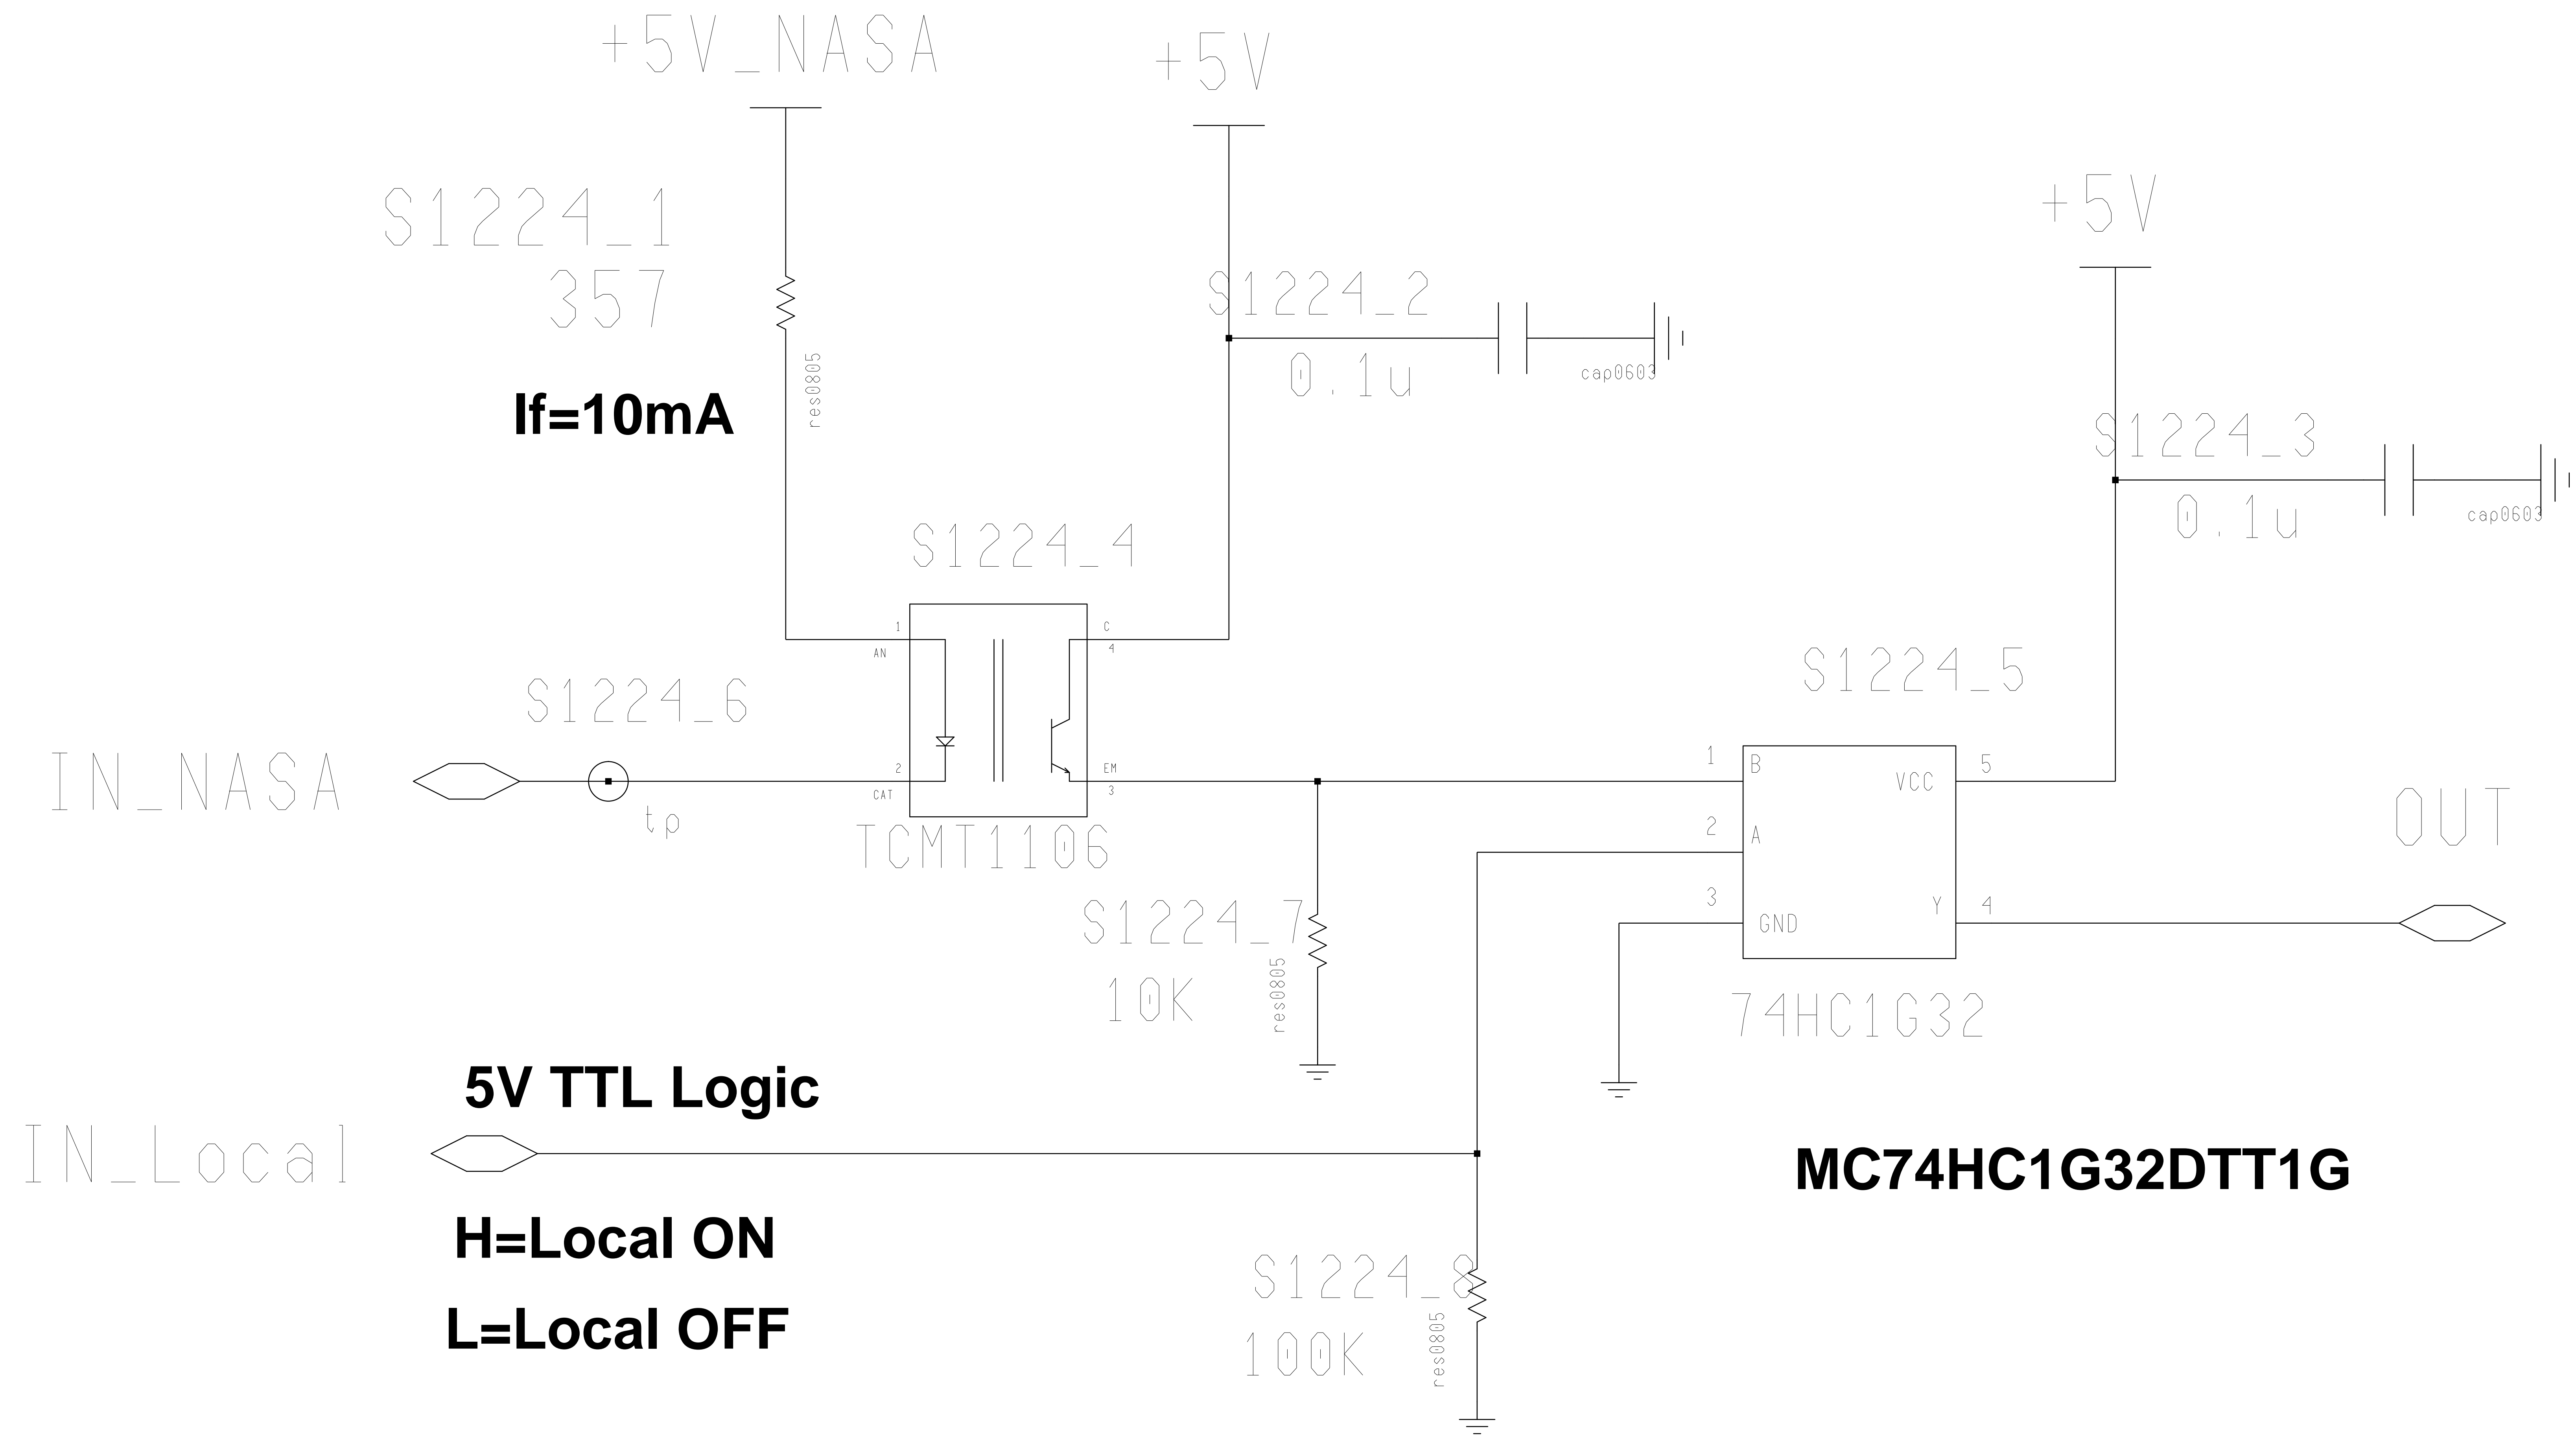 +5V_NASA
+5V
+5V
S1224_1
357
res0805
If=10mA
S1224_2
0.1u
cap0603
S1224_3
0.1u
cap0603
S1224_4
1
AN
C
4
2
CAT
EM
3
TCMT1106
S1224_6
IN_NASA
tp
S1224_5
1
B
VCC
5
2
A
3
GND
Y
4
74HC1G32
OUT
S1224_7
10K
res0805
5V TTL Logic
IN_Local
H=Local ON
L=Local OFF
MC74HC1G32DTT1G
S1224_8
100K
res0805